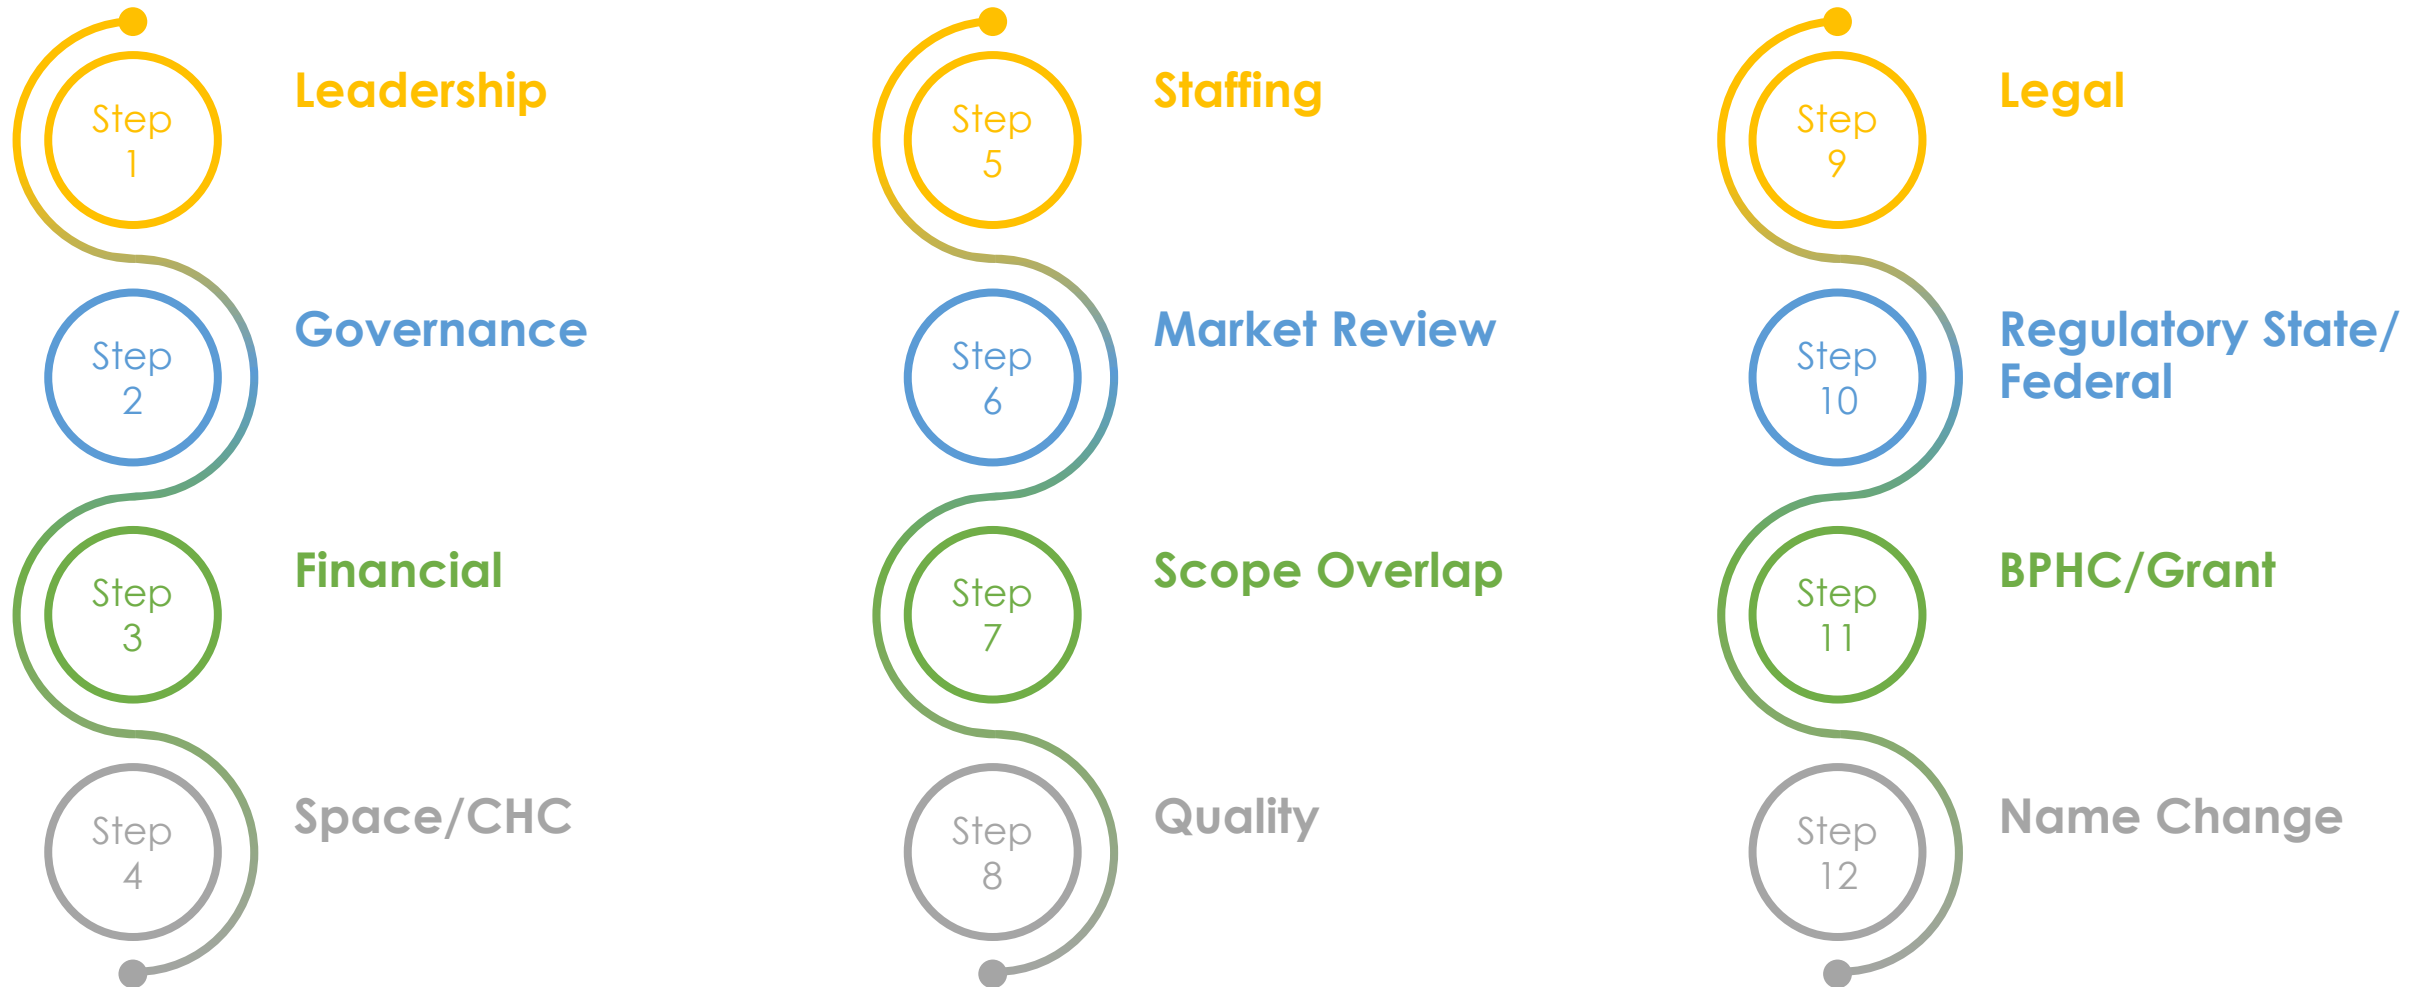 Step
1
Leadership
Step
2
Governance
Step
3
Financial
Step
4
Space/CHC
Step
5
Staffing
Step
6
Market Review
Step
7
Scope Overlap
Step
8
Quality
Step
9
Legal
Step
10
Regulatory State/
Federal
Step
11
BPHC/Grant
Step
12
Name Change